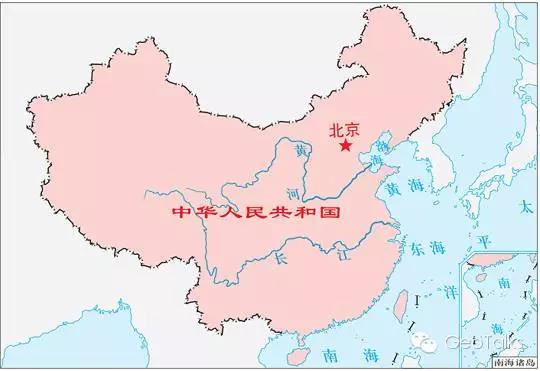 北京
渤海
黄河
黄海
中华人民共和国
长江
东海
太平洋
南海
南海
南海诸岛
GeoTalks